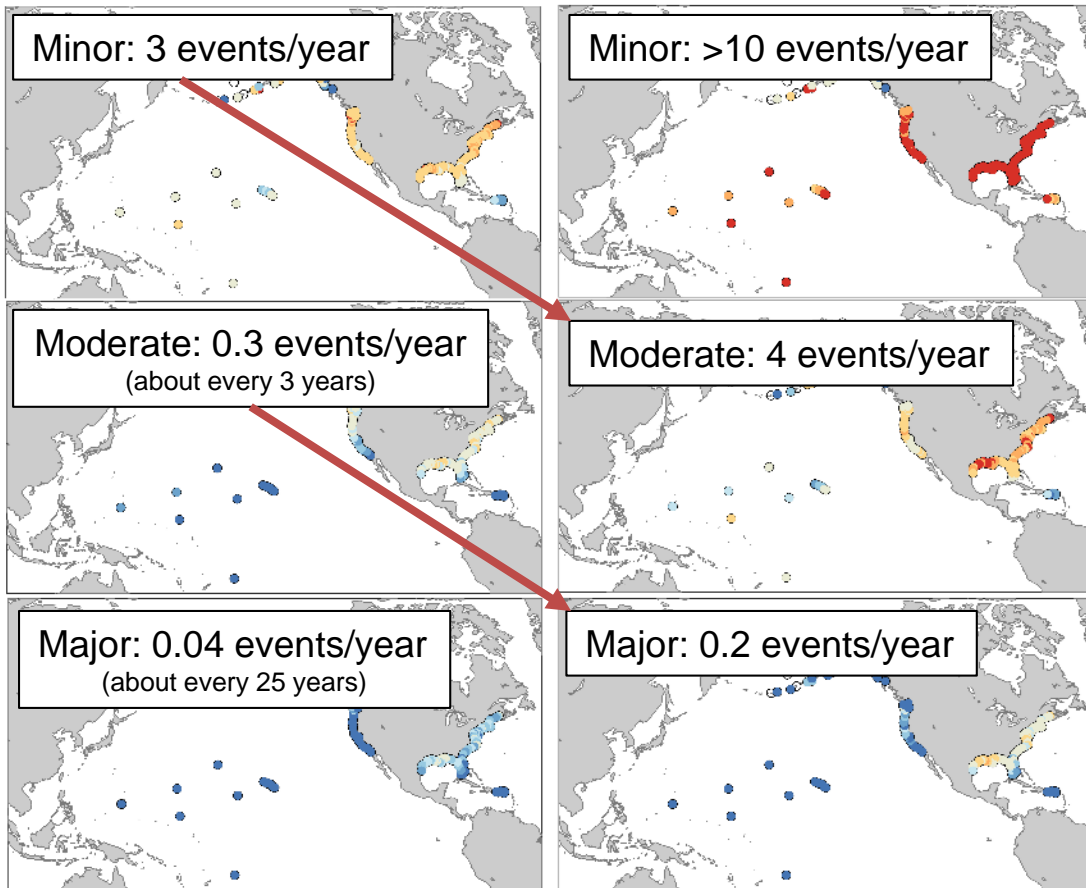 Minor: 3 events/year
Minor: >10 events/year
Moderate: 0.3 events/year
(about every 3 years)
Moderate: 4 events/year
Major: 0.04 events/year
(about every 25 years)
Major: 0.2 events/year